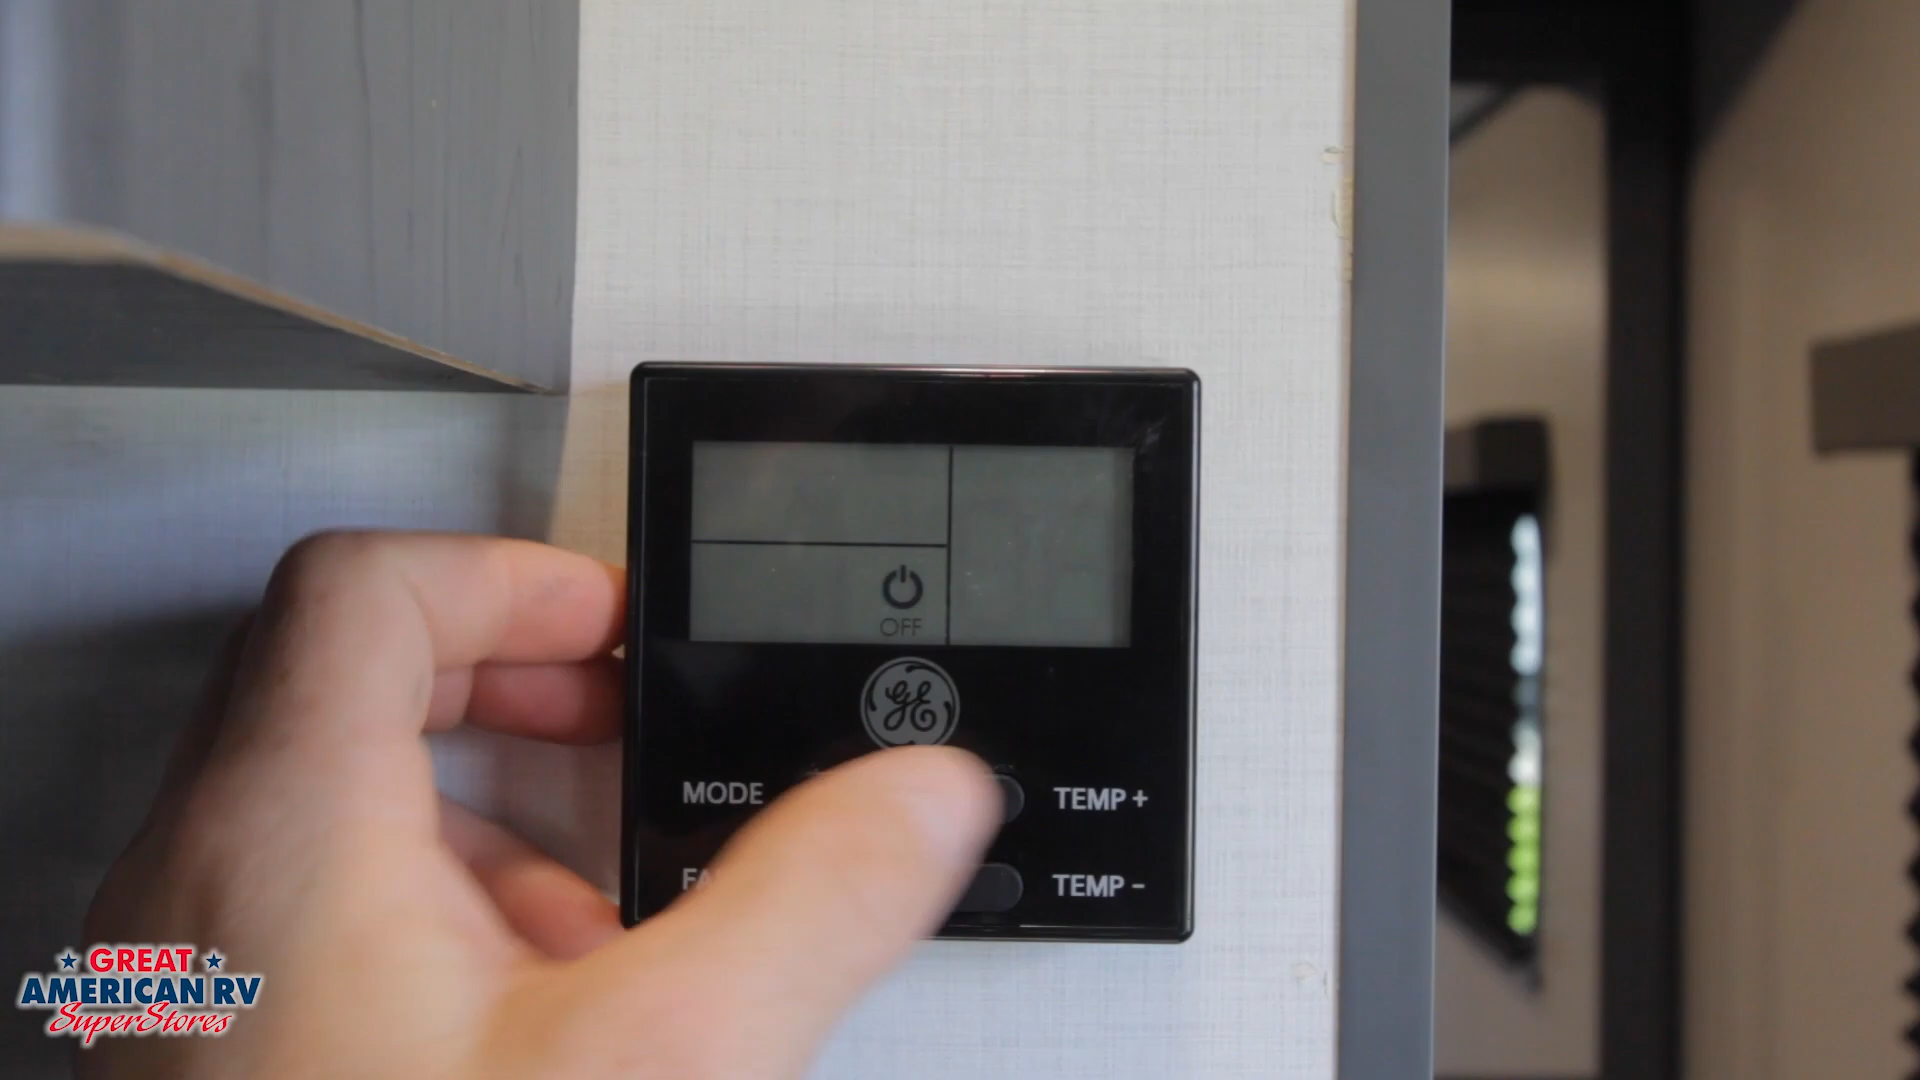 OFF
GE
MODE
TEMP +
TEMP -
GREAT
AMERICAN RV
SuperStores